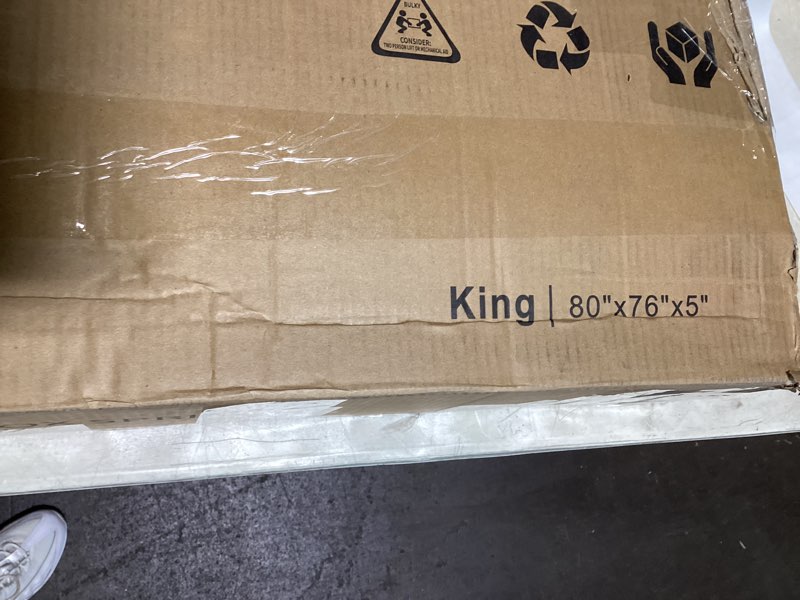 BULKY
CONSIDER:
TWO PERSON LIFT OR MECHANICAL AID
King | 80"x76"x5"